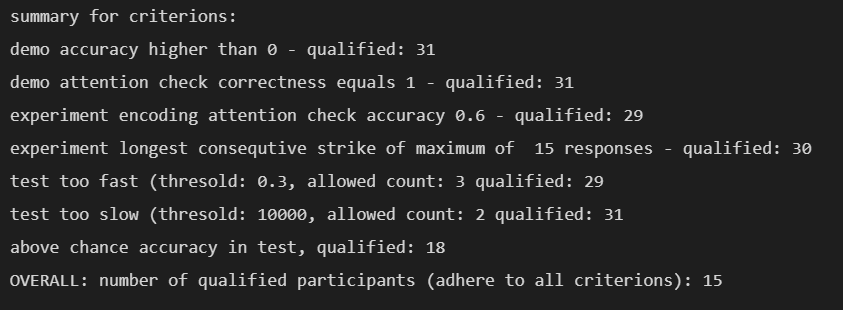 summary for criterions:
demo accuracy higher than 0 - qualified: 31
demo attention check correctness equals 1 - qualified: 31
experiment encoding attention check accuracy 0.6 - qualified: 29
experiment longest consequtive strike of maximum of  15 responses - qualified: 30
test too fast (thresold: 0.3, allowed count: 3 qualified: 29
test too slow (thresold: 10000, allowed count: 2 qualified: 31
above chance accuracy in test, qualified: 18
OVERALL: number of qualified participants (adhere to all criterions): 15